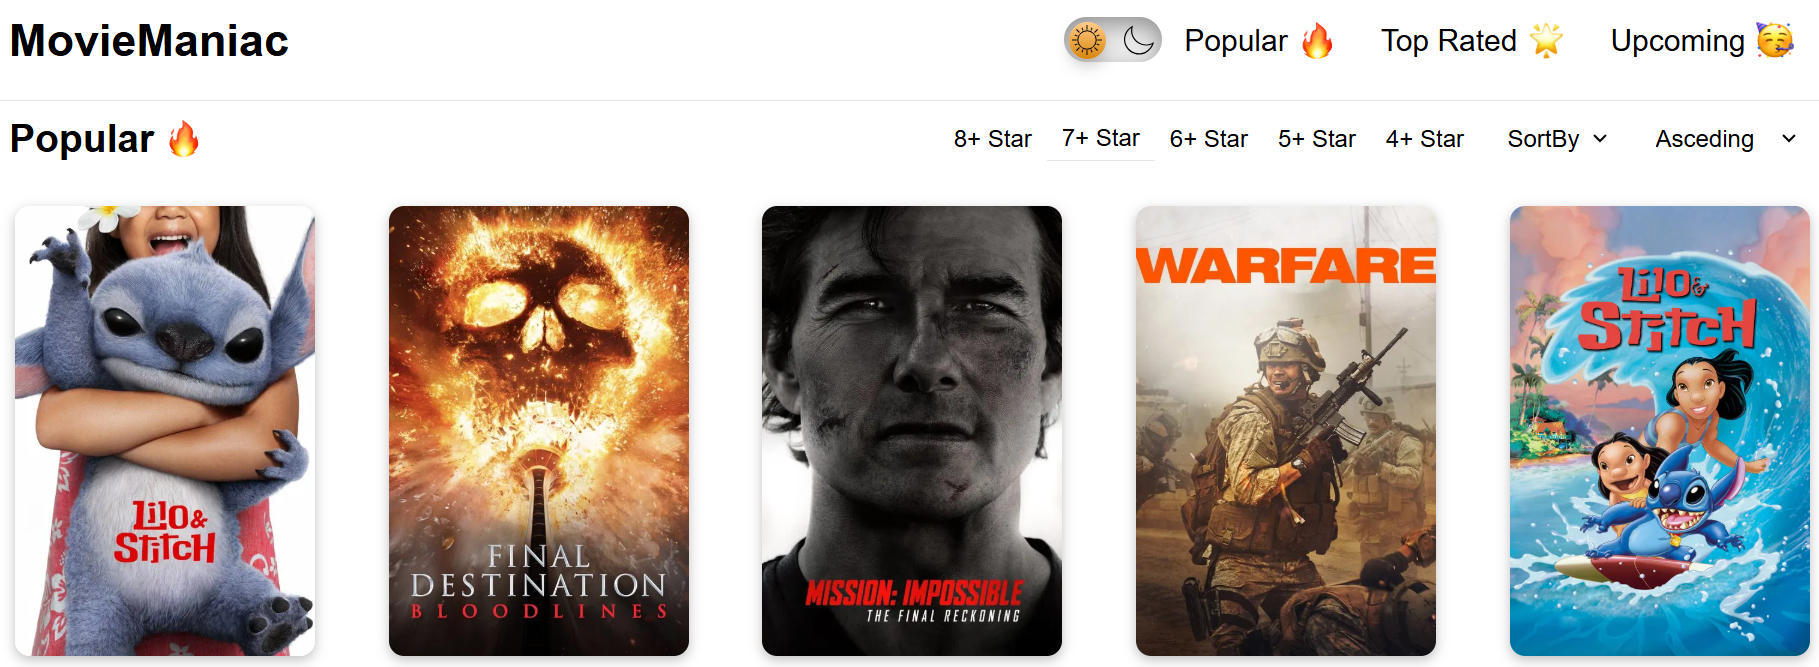 MovieManiac
Popular 🔥 Top Rated 🌟 Upcoming 🥳
Popular 🔥
8+ Star 7+ Star 6+ Star 5+ Star 4+ Star SortBy Asceding
LiLO &
STiTCH
FINAL
DESTINATION
BLOODLINES
MISSION: IMPOSSIBLE
THE FINAL RECKONING
WARFARE
LiLO &
STiTCH